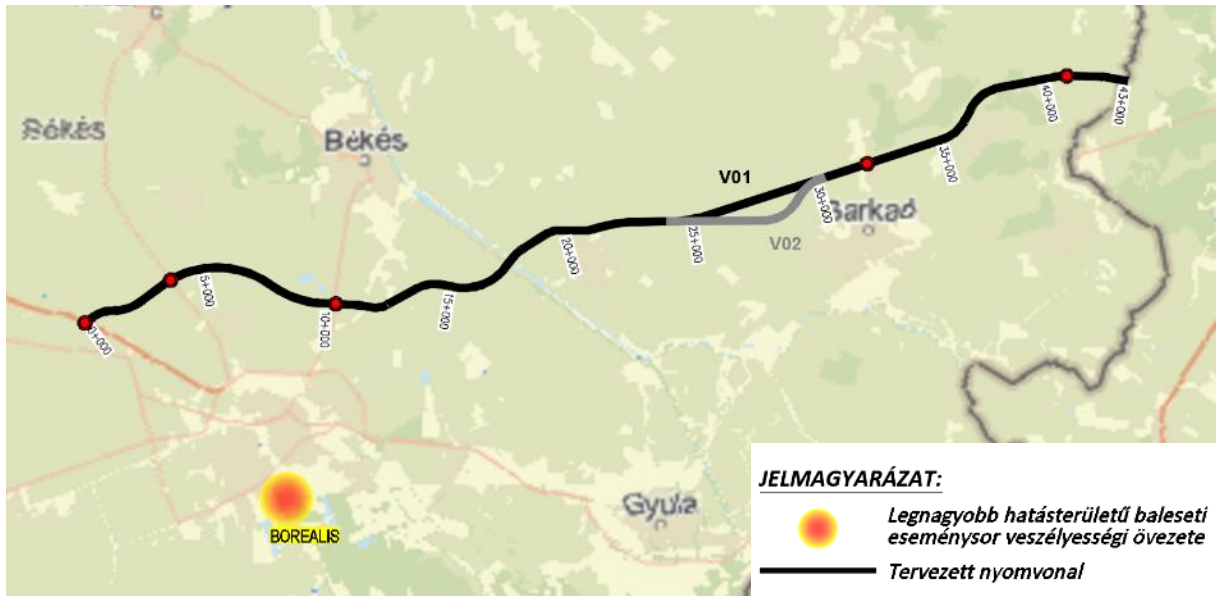 Békés
Békés
V01
V02
Sarkad
Gyula
BOREALIS
0+000
5+000
10+000
15+000
20+000
25+000
30+000
35+000
40+000
43+000
JELMAGYARÁZAT:
Legnagyobb hatásterületű baleseti
eseménysor veszélyességi övezete
Tervezett nyomvonal